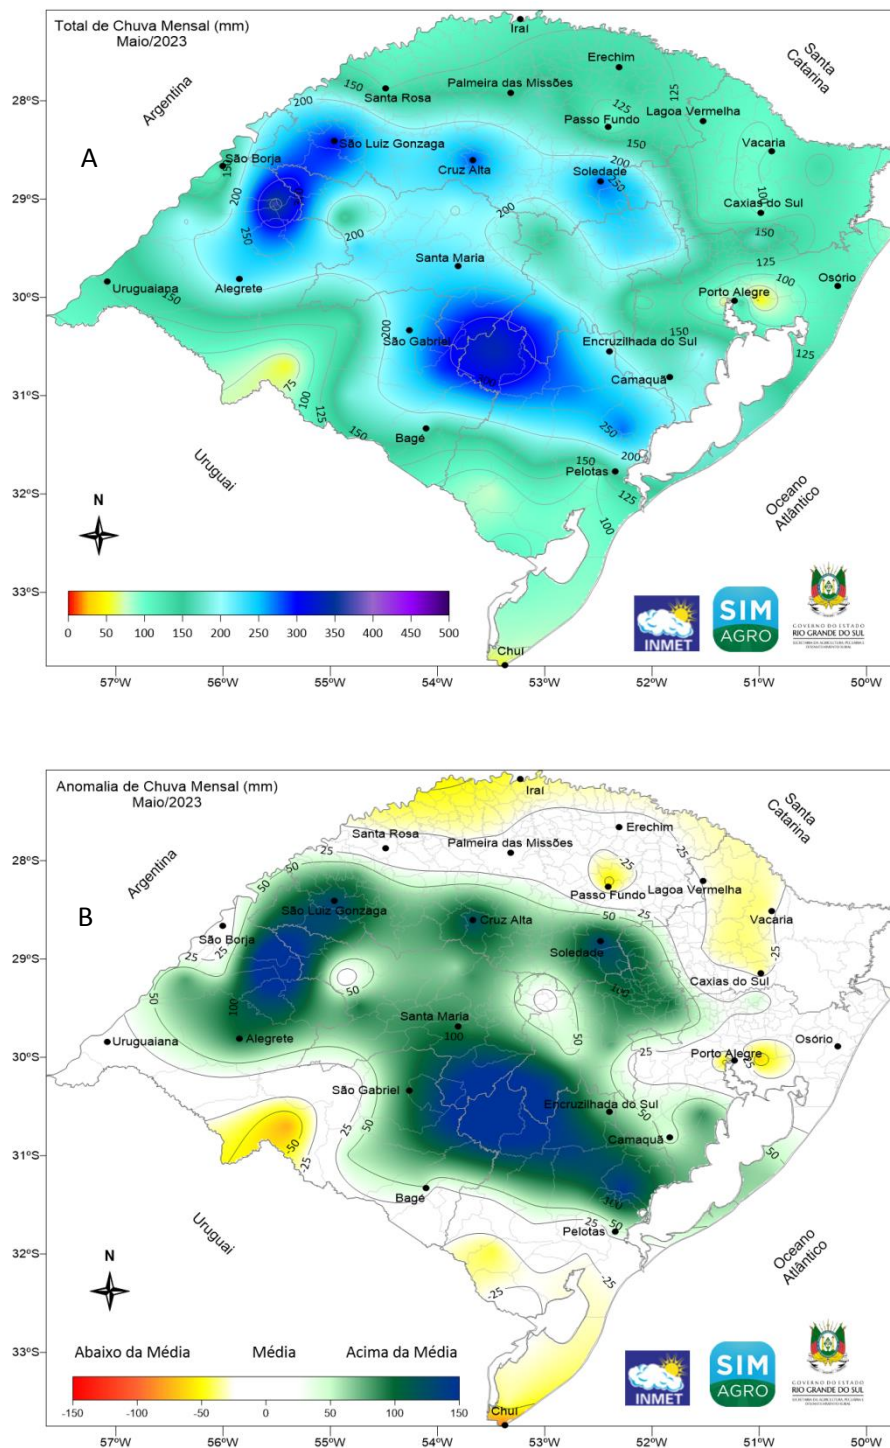 Total de Chuva Mensal (mm)
Maio/2023
A
Argentina
Santa
Catarina
Uruguai
Oceano
Atlântico
Iraí
Erechim
Santa Rosa
Palmeira das Missões
Passo Fundo
Lagoa Vermelha
Vacaria
São Luiz Gonzaga
São Borja
Cruz Alta
Soledade
Caxias do Sul
Santa Maria
Uruguaiana
Alegrete
Porto Alegre
Osório
São Gabriel
Encruzilhada do Sul
Camaquã
Bagé
Pelotas
Chuí
28°S
29°S
30°S
31°S
32°S
33°S
N
0 50 100 150 200 250 300 350 400 450 500
INMET
SIM
AGRO
GOVERNO DO ESTADO
RIO GRANDE DO SUL
57°W 56°W 55°W 54°W 53°W 52°W 51°W 50°W
Anomalia de Chuva Mensal (mm)
Maio/2023
B
Argentina
Santa
Catarina
Uruguai
Oceano
Atlântico
Iraí
Erechim
Santa Rosa
Palmeira das Missões
Passo Fundo
Lagoa Vermelha
Vacaria
São Luiz Gonzaga
São Borja
Cruz Alta
Soledade
Caxias do Sul
Santa Maria
Uruguaiana
Alegrete
Porto Alegre
Osório
São Gabriel
Encruzilhada do Sul
Camaquã
Bagé
Pelotas
Chuí
28°S
29°S
30°S
31°S
32°S
33°S
N
Abaixo da Média Média Acima da Média
-150 -100 -50 0 50 100 150
INMET
SIM
AGRO
GOVERNO DO ESTADO
RIO GRANDE DO SUL
57°W 56°W 55°W 54°W 53°W 52°W 51°W 50°W